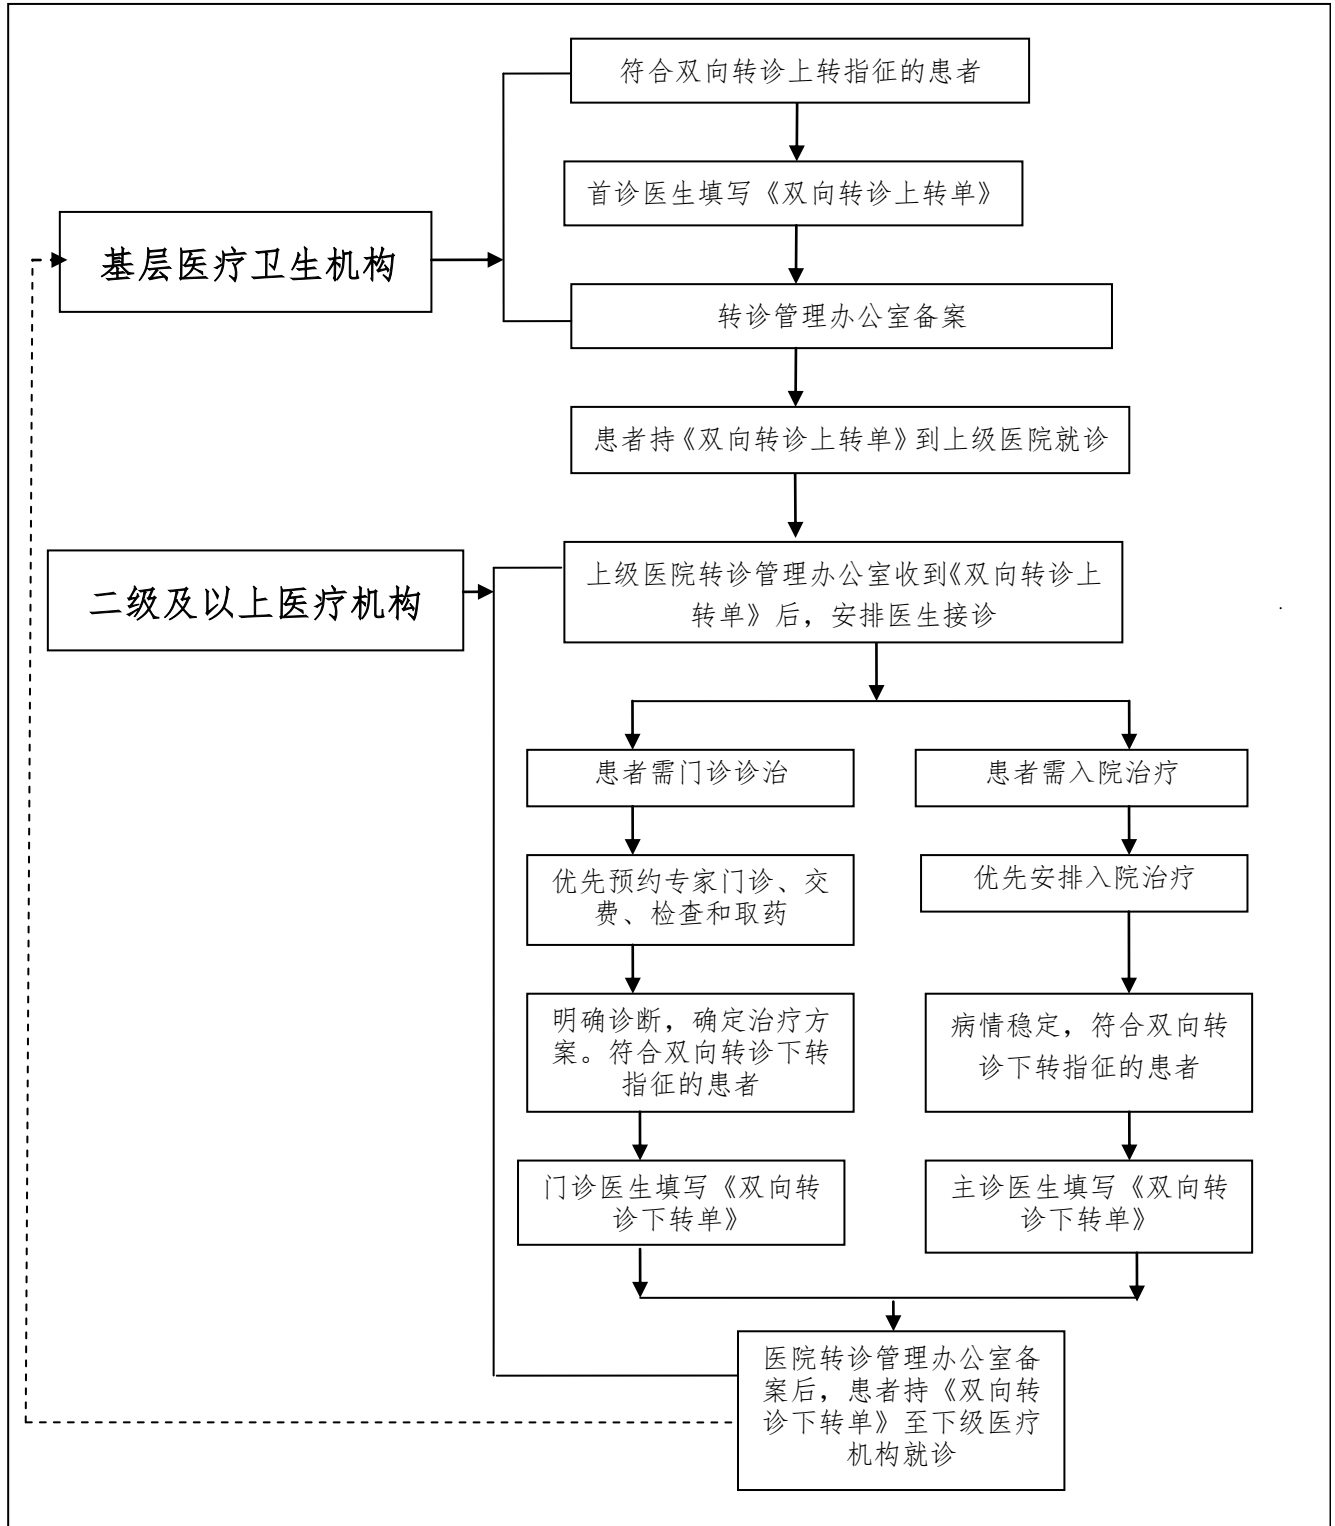 符合双向转诊上转指征的患者
首诊医生填写《双向转诊上转单》
基层医疗卫生机构
转诊管理办公室备案
患者持《双向转诊上转单》到上级医院就诊
二级及以上医疗机构
上级医院转诊管理办公室收到《双向转诊上
转单》后，安排医生接诊
患者需门诊诊治
患者需入院治疗
优先预约专家门诊、交
费、检查和取药
优先安排入院治疗
明确诊断，确定治疗方
案。符合双向转诊下转
指征的患者
病情稳定，符合双向转
诊下转指征的患者
门诊医生填写《双向转
诊下转单》
主诊医生填写《双向转
诊下转单》
医院转诊管理办公室备
案后，患者持《双向转
诊下转单》至下级医疗
机构就诊